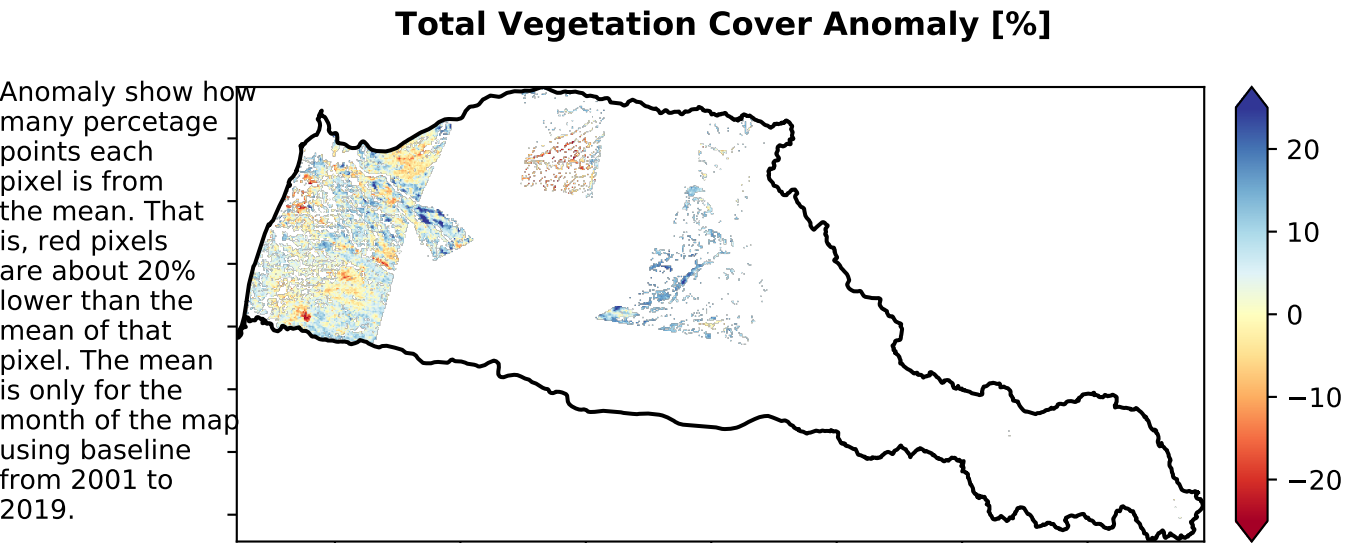 Total Vegetation Cover Anomaly [%]
Anomaly show how
many percetage
points each
pixel is from
the mean. That
is, red pixels
are about 20%
lower than the
mean of that
pixel. The mean
is only for the
month of the map
using baseline
from 2001 to
2019.
20
10
0
−10
−20